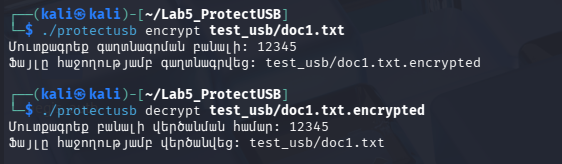 ┌──(kali㉿kali)-[~/Lab5_ProtectUSB]
└─$ ./protectusb encrypt test_usb/doc1.txt
Մուտքագրեք գաղտնագրման բանալի: 12345
Ֆայլը հաջողությամբ գաղտնագրվեց: test_usb/doc1.txt.encrypted
┌──(kali㉿kali)-[~/Lab5_ProtectUSB]
└─$ ./protectusb decrypt test_usb/doc1.txt.encrypted
Մուտքագրեք բանալի վերծանման համար: 12345
Ֆայլը հաջողությամբ վերծանվեց: test_usb/doc1.txt